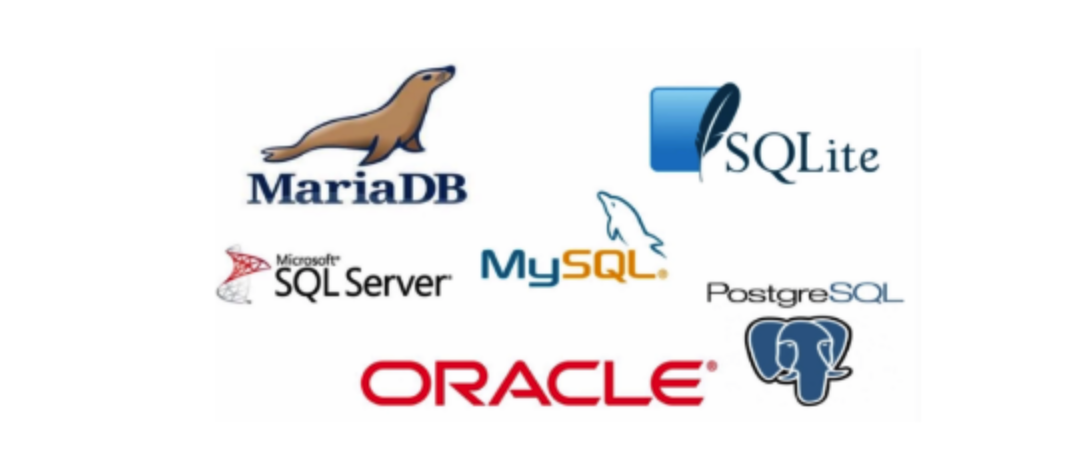 MariaDB
SQLite
Microsoft®
SQL Server®
MySQL®
PostgreSQL
ORACLE®